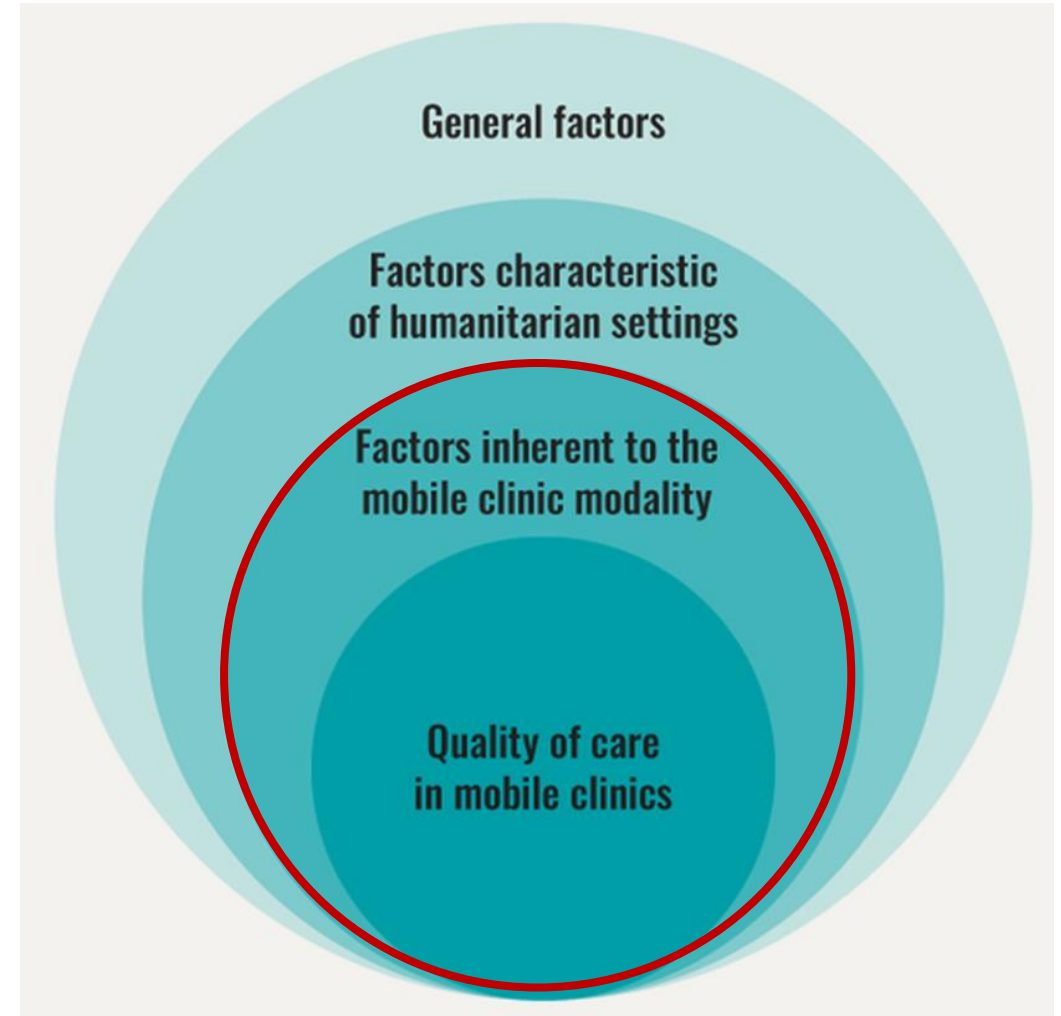 General factors
Factors characteristic
of humanitarian settings
Factors inherent to the
mobile clinic modality
Quality of care
in mobile clinics